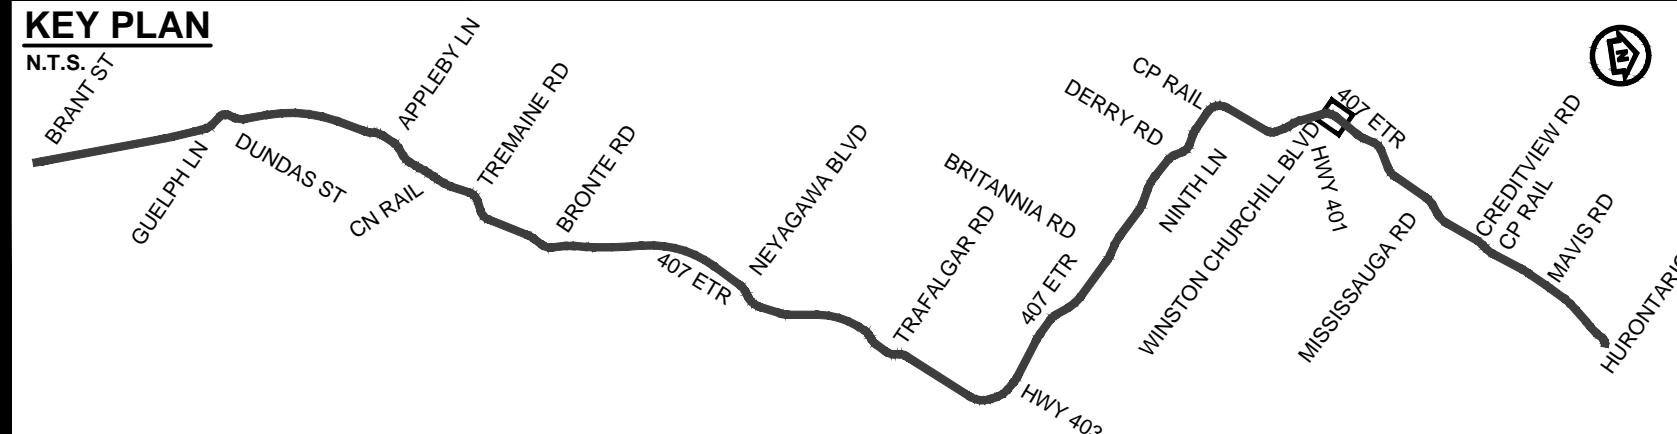 KEY PLAN
N.T.S.
BRANT ST
GUELPH LN
DUNDAS ST
APPLEBY LN
CN RAIL
TREMAINE RD
BRONTE RD
407 ETR
NEYAGAWA BLVD
TRAFALGAR RD
HWY 403
407 ETR
BRITANNIA RD
DERRY RD
CP RAIL
NINTH LN
WINSTON CHURCHILL BLVD
HWY 401
407 ETR
MISSISSAUGA RD
CREDITVIEW RD
CP RAIL
MAVIS RD
HURONTARIO
N